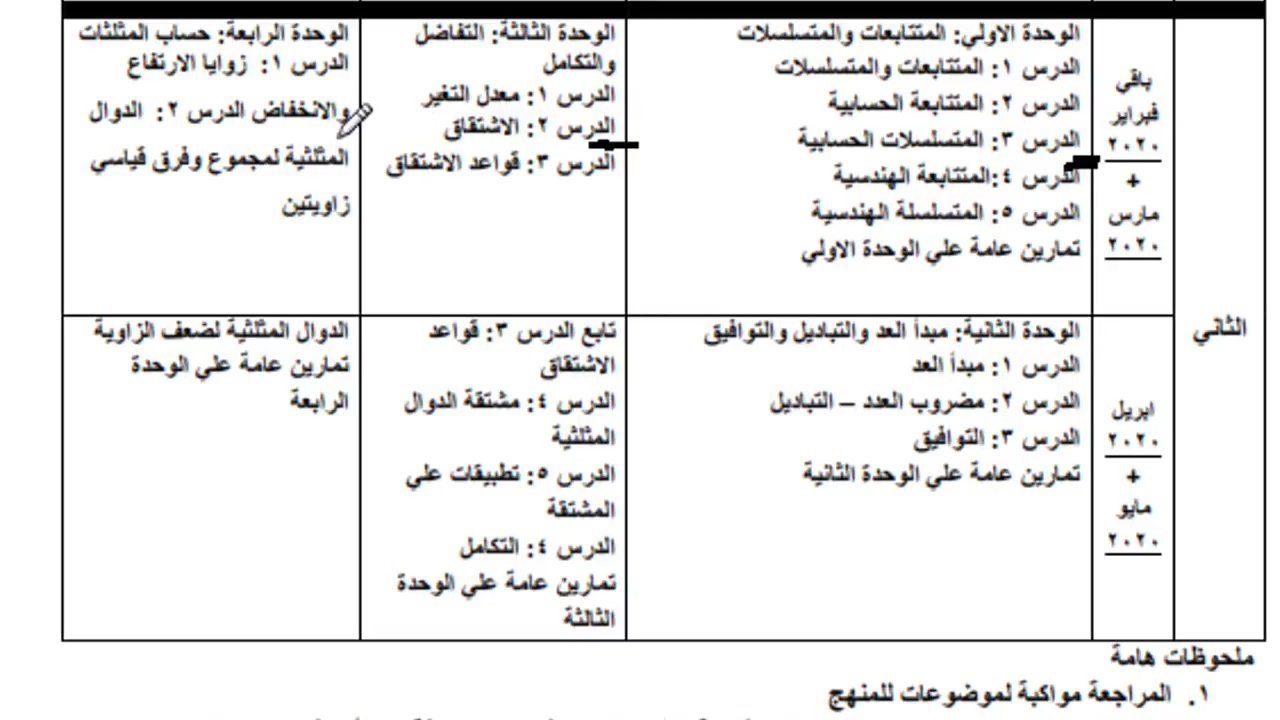 الثاني
باقي
فبراير
٢٠٢٠
+
مارس
٢٠٢٠
الوحدة الاولي: المتتابعات والمتسلسلات
الدرس ١: المتتابعات والمتسلسلات
الدرس ٢: المتتابعة الحسابية
الدرس ٣: المتسلسلات الحسابية
الدرس ٤:المتتابعة الهندسية
الدرس ٥: المتسلسلة الهندسية
تمارين عامة علي الوحدة الاولي
الوحدة الثالثة: التفاضل
والتكامل
الدرس ١: معدل التغير
الدرس ٢: الاشتقاق
الدرس ٣: قواعد الاشتقاق
الوحدة الرابعة: حساب المثلثات
الدرس ١: زوايا الارتفاع
والانخفاض الدرس ٢: الدوال
المثلثية لمجموع وفرق قياسي
زاويتين
ابريل
٢٠٢٠
+
مايو
٢٠٢٠
الوحدة الثانية: مبدأ العد والتباديل والتوافيق
الدرس ١: مبدأ العد
الدرس ٢: مضروب العدد – التباديل
الدرس ٣: التوافيق
تمارين عامة علي الوحدة الثانية
تابع الدرس ٣: قواعد
الاشتقاق
الدرس ٤: مشتقة الدوال
المثلثية
الدرس ٥: تطبيقات علي
المشتقة
الدرس ٤: التكامل
تمارين عامة علي الوحدة
الثالثة
الدوال المثلثية لضعف الزاوية
تمارين عامة علي الوحدة
الرابعة
ملحوظات هامة
١. المراجعة مواكبة لموضوعات للمنهج